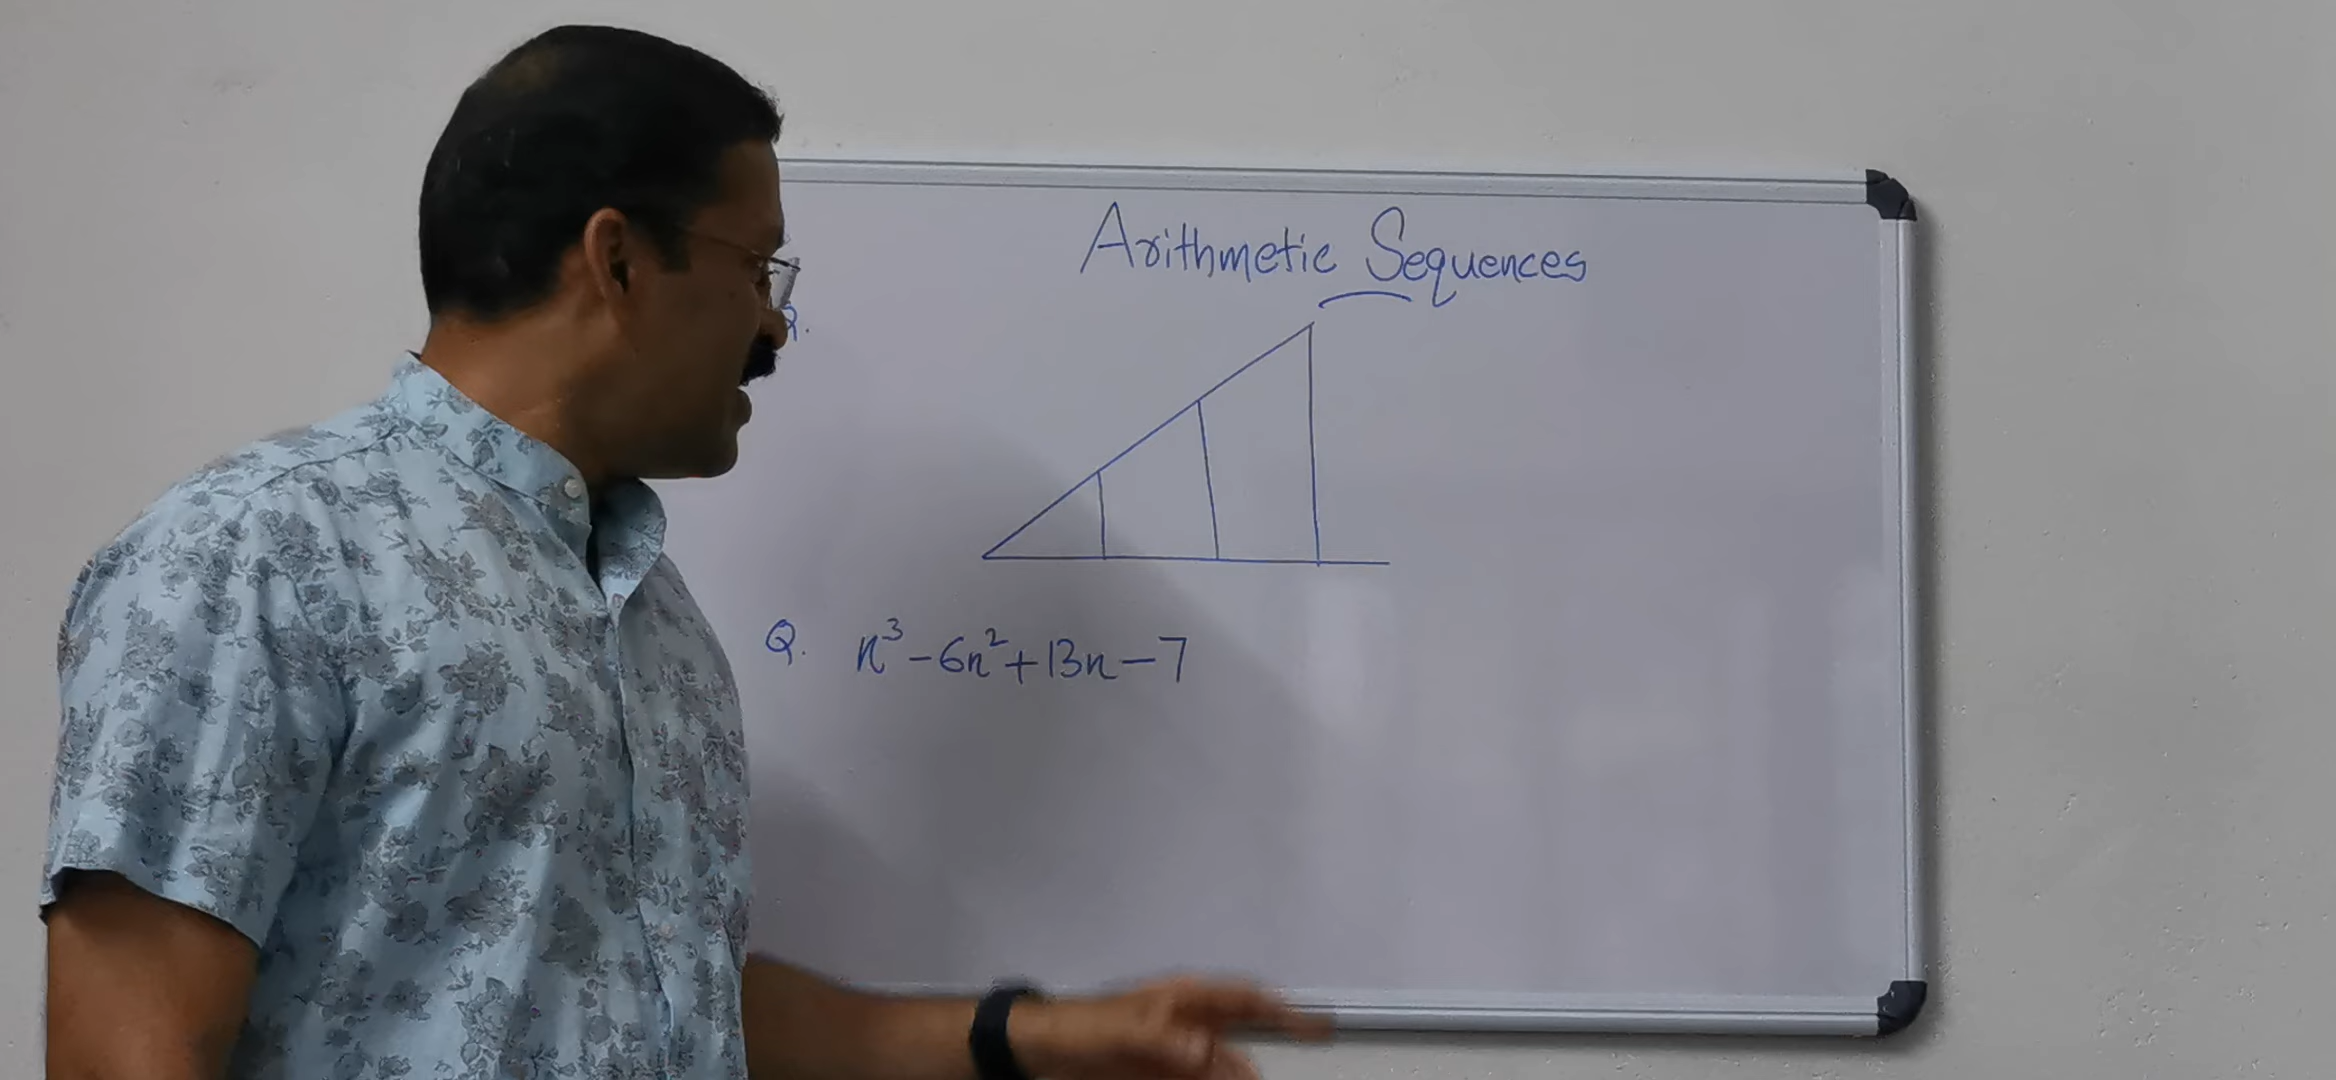 Arithmetic Sequences
Q.
Q. n³-6n²+13n-7